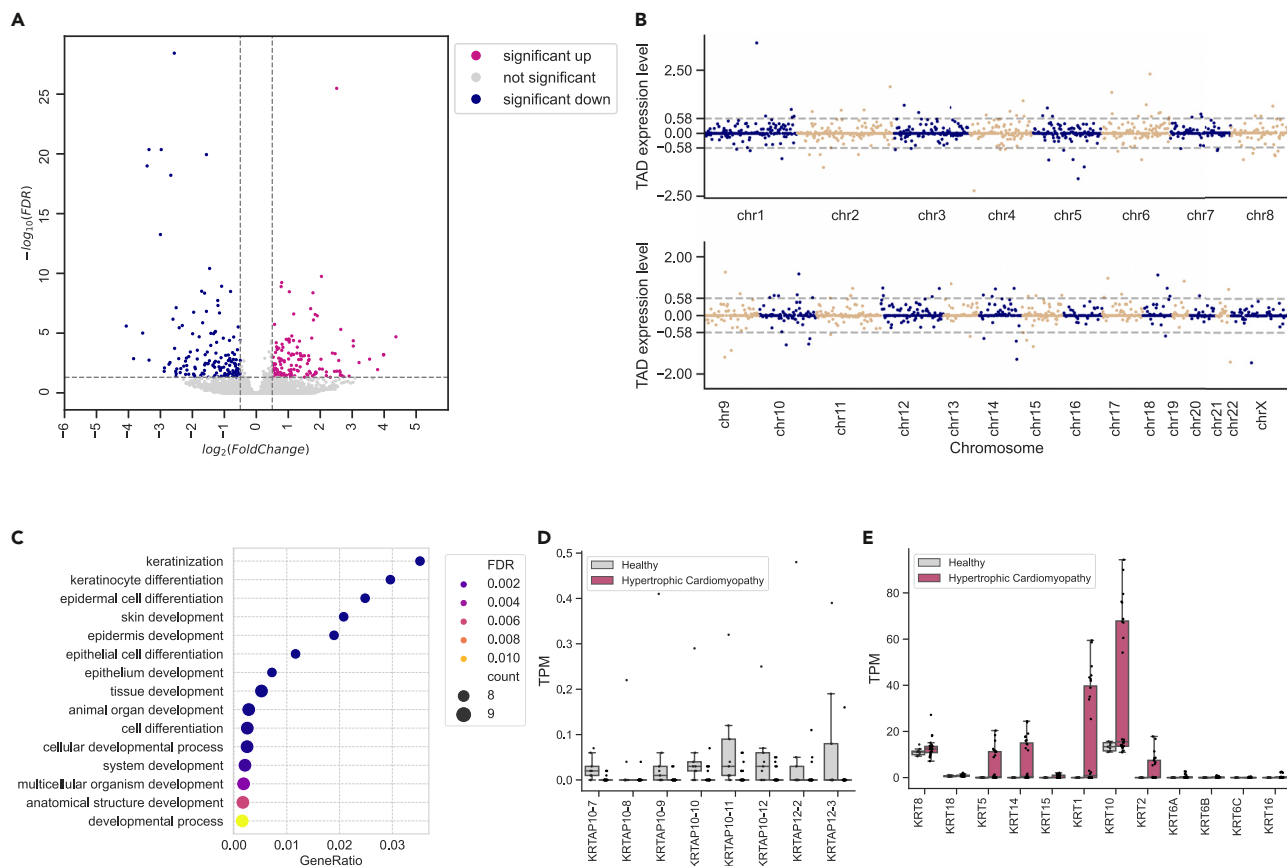 A
−log₁₀(FDR)
25
20
15
10
5
0
−6
−5
−4
−3
−2
−1
0
1
2
3
4
5
log₂(FoldChange)
significant up
not significant
significant down
B
TAD expression level
2.50
0.58
0.00
−0.58
−2.50
chr1
chr2
chr3
chr4
chr5
chr6
chr7
chr8
TAD expression level
2.00
0.58
0.00
−0.58
−2.00
chr9
chr10
chr11
chr12
chr13
chr14
chr15
chr16
chr17
chr18
chr19
chr20
chr21
chr22
chrX
Chromosome
C
keratinization
keratinocyte differentiation
epidermal cell differentiation
skin development
epidermis development
epithelial cell differentiation
epithelium development
tissue development
animal organ development
cell differentiation
cellular developmental process
system development
multicellular organism development
anatomical structure development
developmental process
0.00
0.01
0.02
0.03
GeneRatio
FDR
0.002
0.004
0.006
0.008
0.010
count
8
9
D
TPM
0.5
0.4
0.3
0.2
0.1
0.0
Healthy
Hypertrophic Cardiomyopathy
KRTAP10-7
KRTAP10-8
KRTAP10-9
KRTAP10-10
KRTAP10-11
KRTAP10-12
KRTAP12-2
KRTAP12-3
E
TPM
80
60
40
20
0
Healthy
Hypertrophic Cardiomyopathy
KRT8
KRT18
KRT5
KRT14
KRT15
KRT1
KRT10
KRT2
KRT6A
KRT6B
KRT6C
KRT16